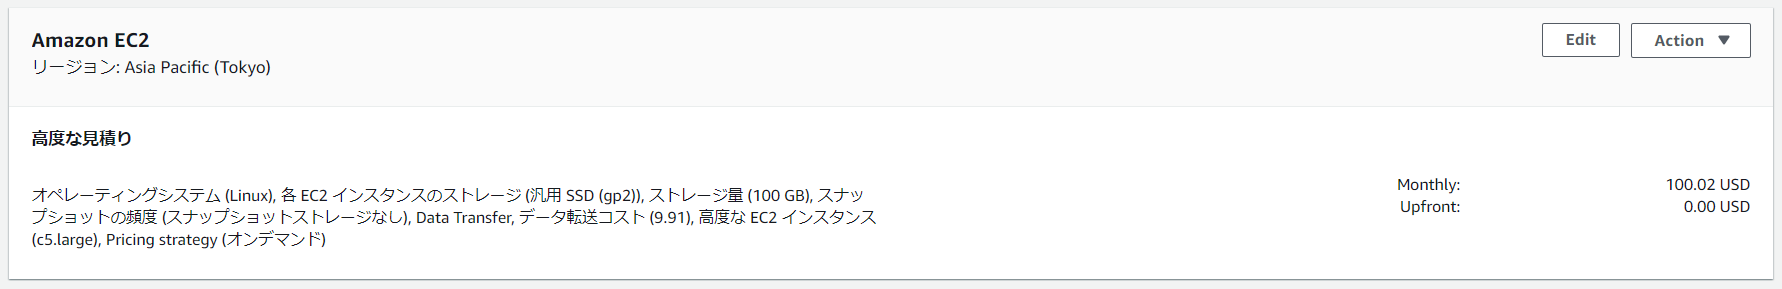 Amazon EC2
リージョン: Asia Pacific (Tokyo)
Edit
Action
高度な見積り
オペレーティングシステム (Linux), 各 EC2 インスタンスのストレージ (汎用 SSD (gp2)), ストレージ量 (100 GB), スナッ
プショットの頻度 (スナップショットストレージなし), Data Transfer, データ転送コスト (9.91), 高度な EC2 インスタンス
(c5.large), Pricing strategy (オンデマンド)
Monthly: 100.02 USD
Upfront: 0.00 USD